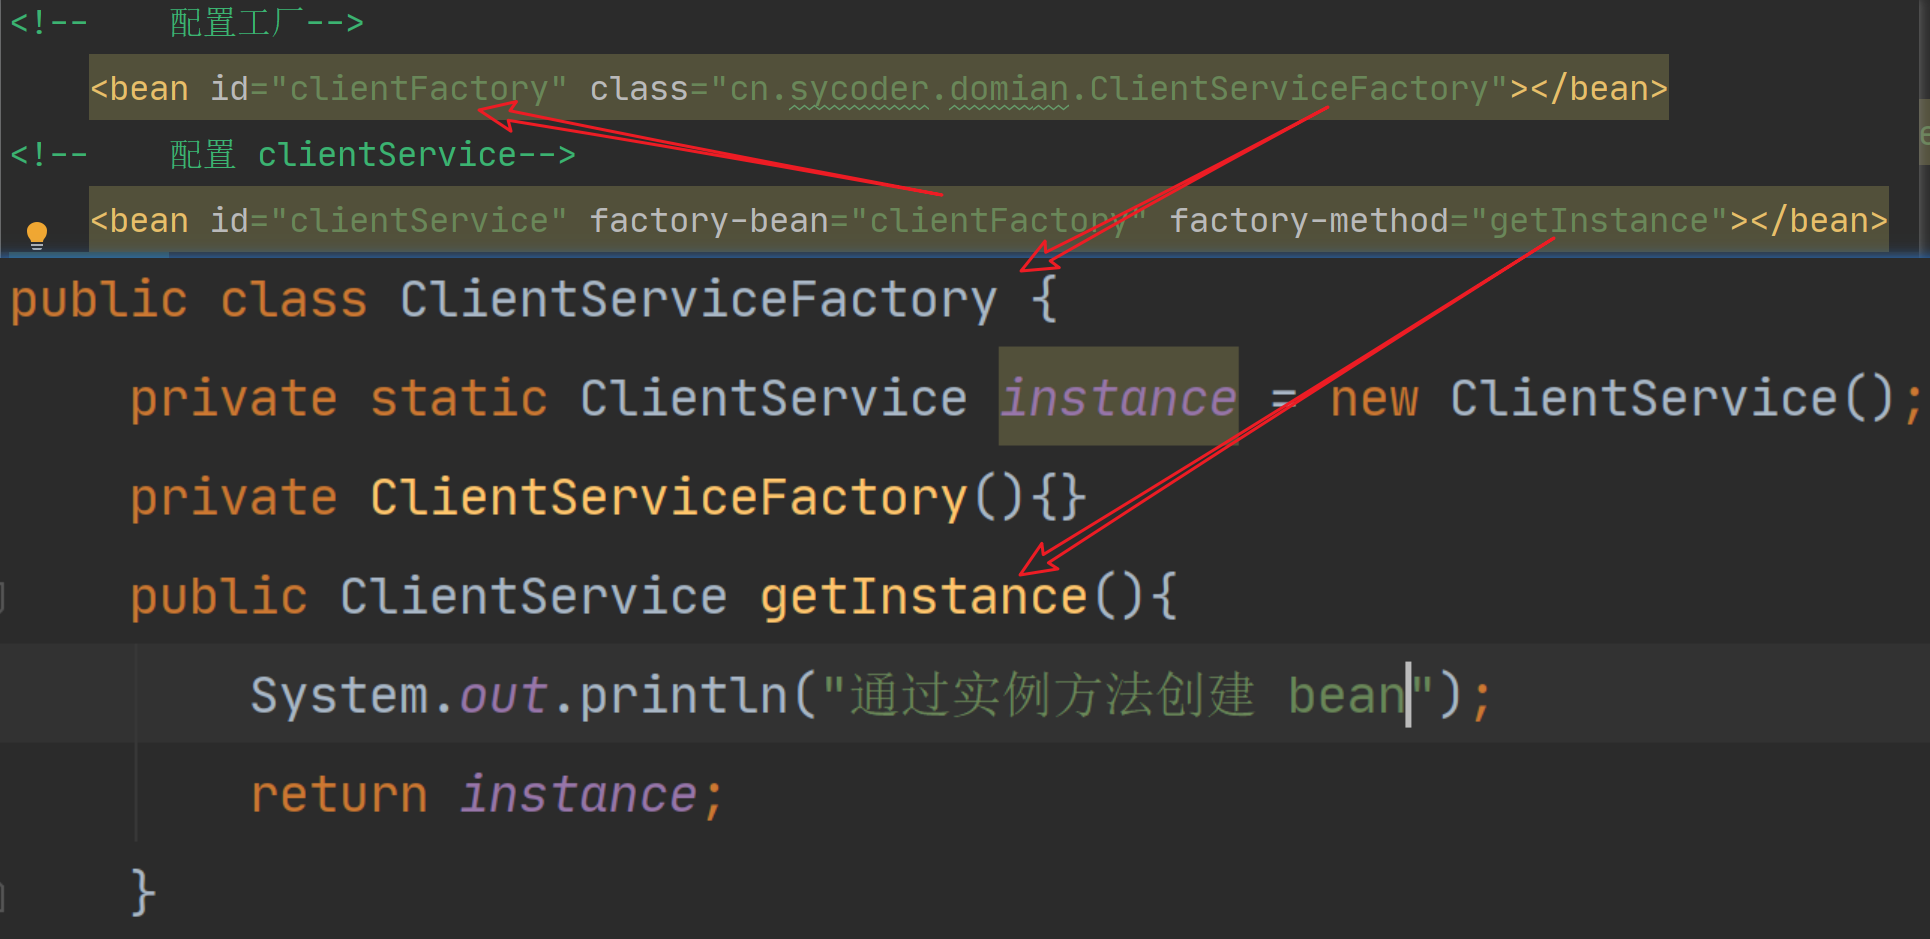 <!--    配置工厂-->
<bean id="clientFactory" class="cn.sycoder.domian.ClientServiceFactory"></bean>
<!--    配置 clientService-->
<bean id="clientService" factory-bean="clientFactory" factory-method="getInstance"></bean>
public class ClientServiceFactory {
private static ClientService instance = new ClientService();
private ClientServiceFactory(){}
public ClientService getInstance(){
System.out.println("通过实例方法创建 bean");
return instance;
}